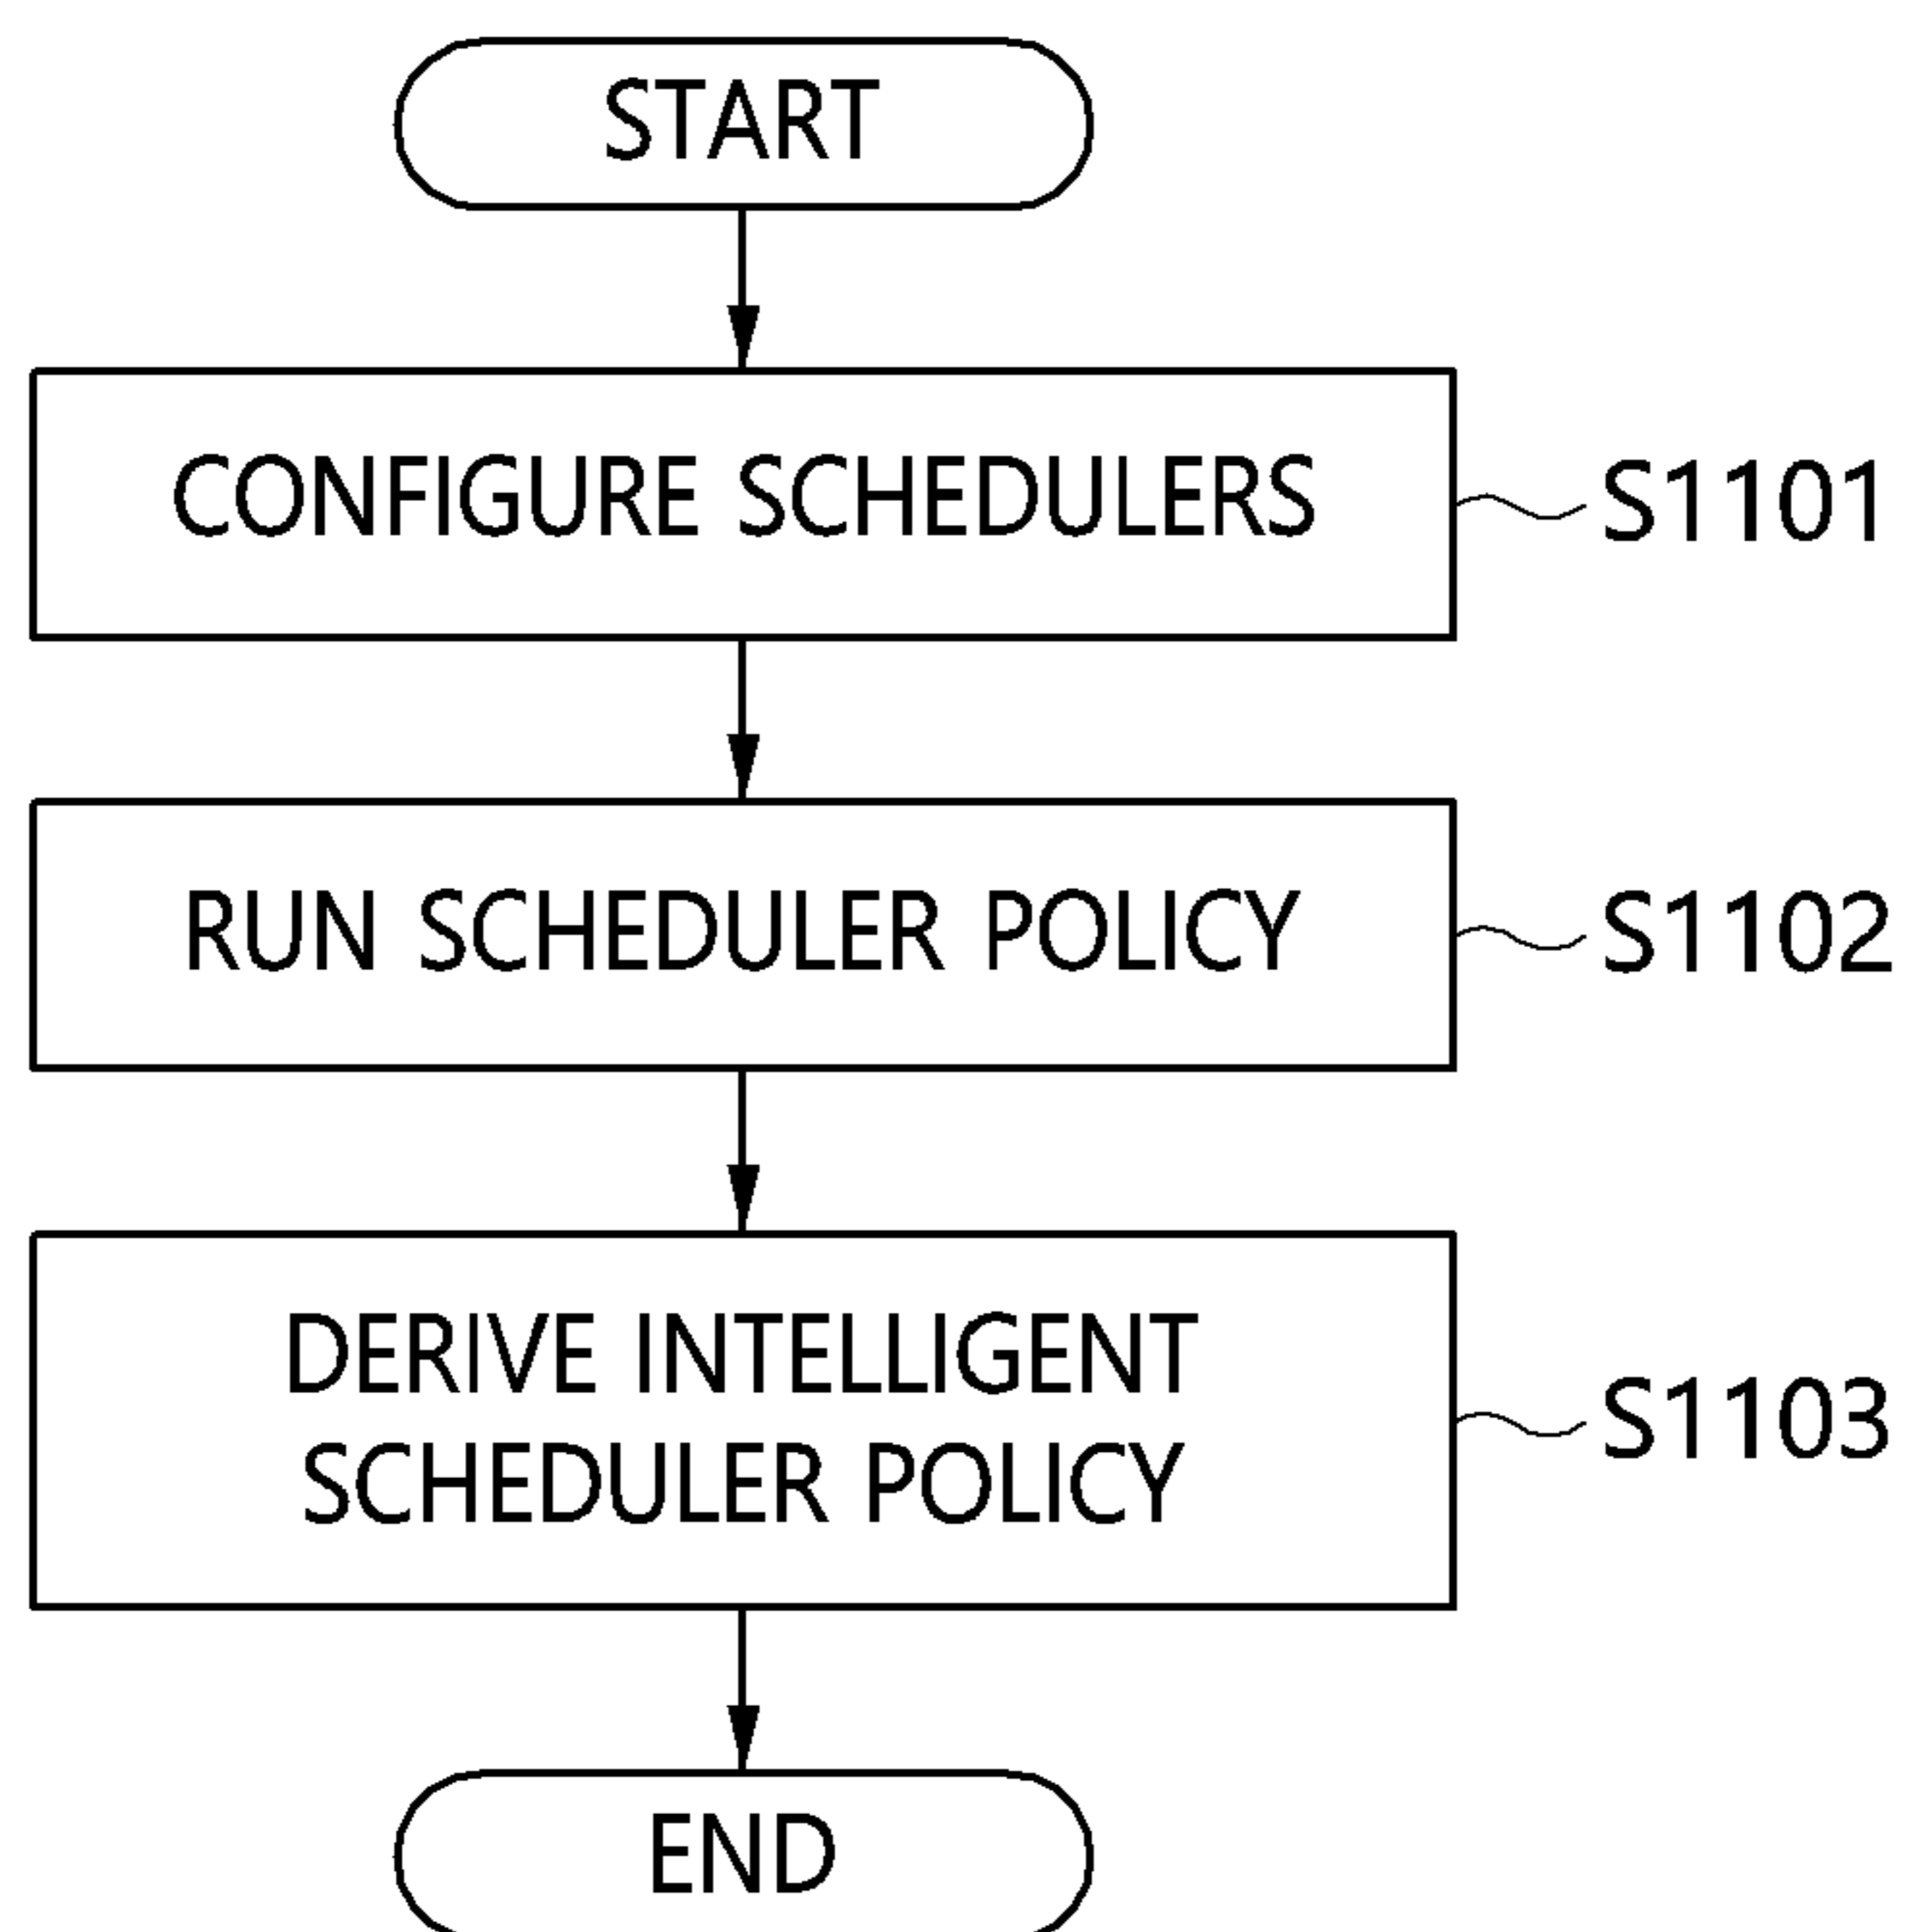 START
CONFIGURE SCHEDULERS
S1101
RUN SCHEDULER POLICY
S1102
DERIVE INTELLIGENT
SCHEDULER POLICY
S1103
END